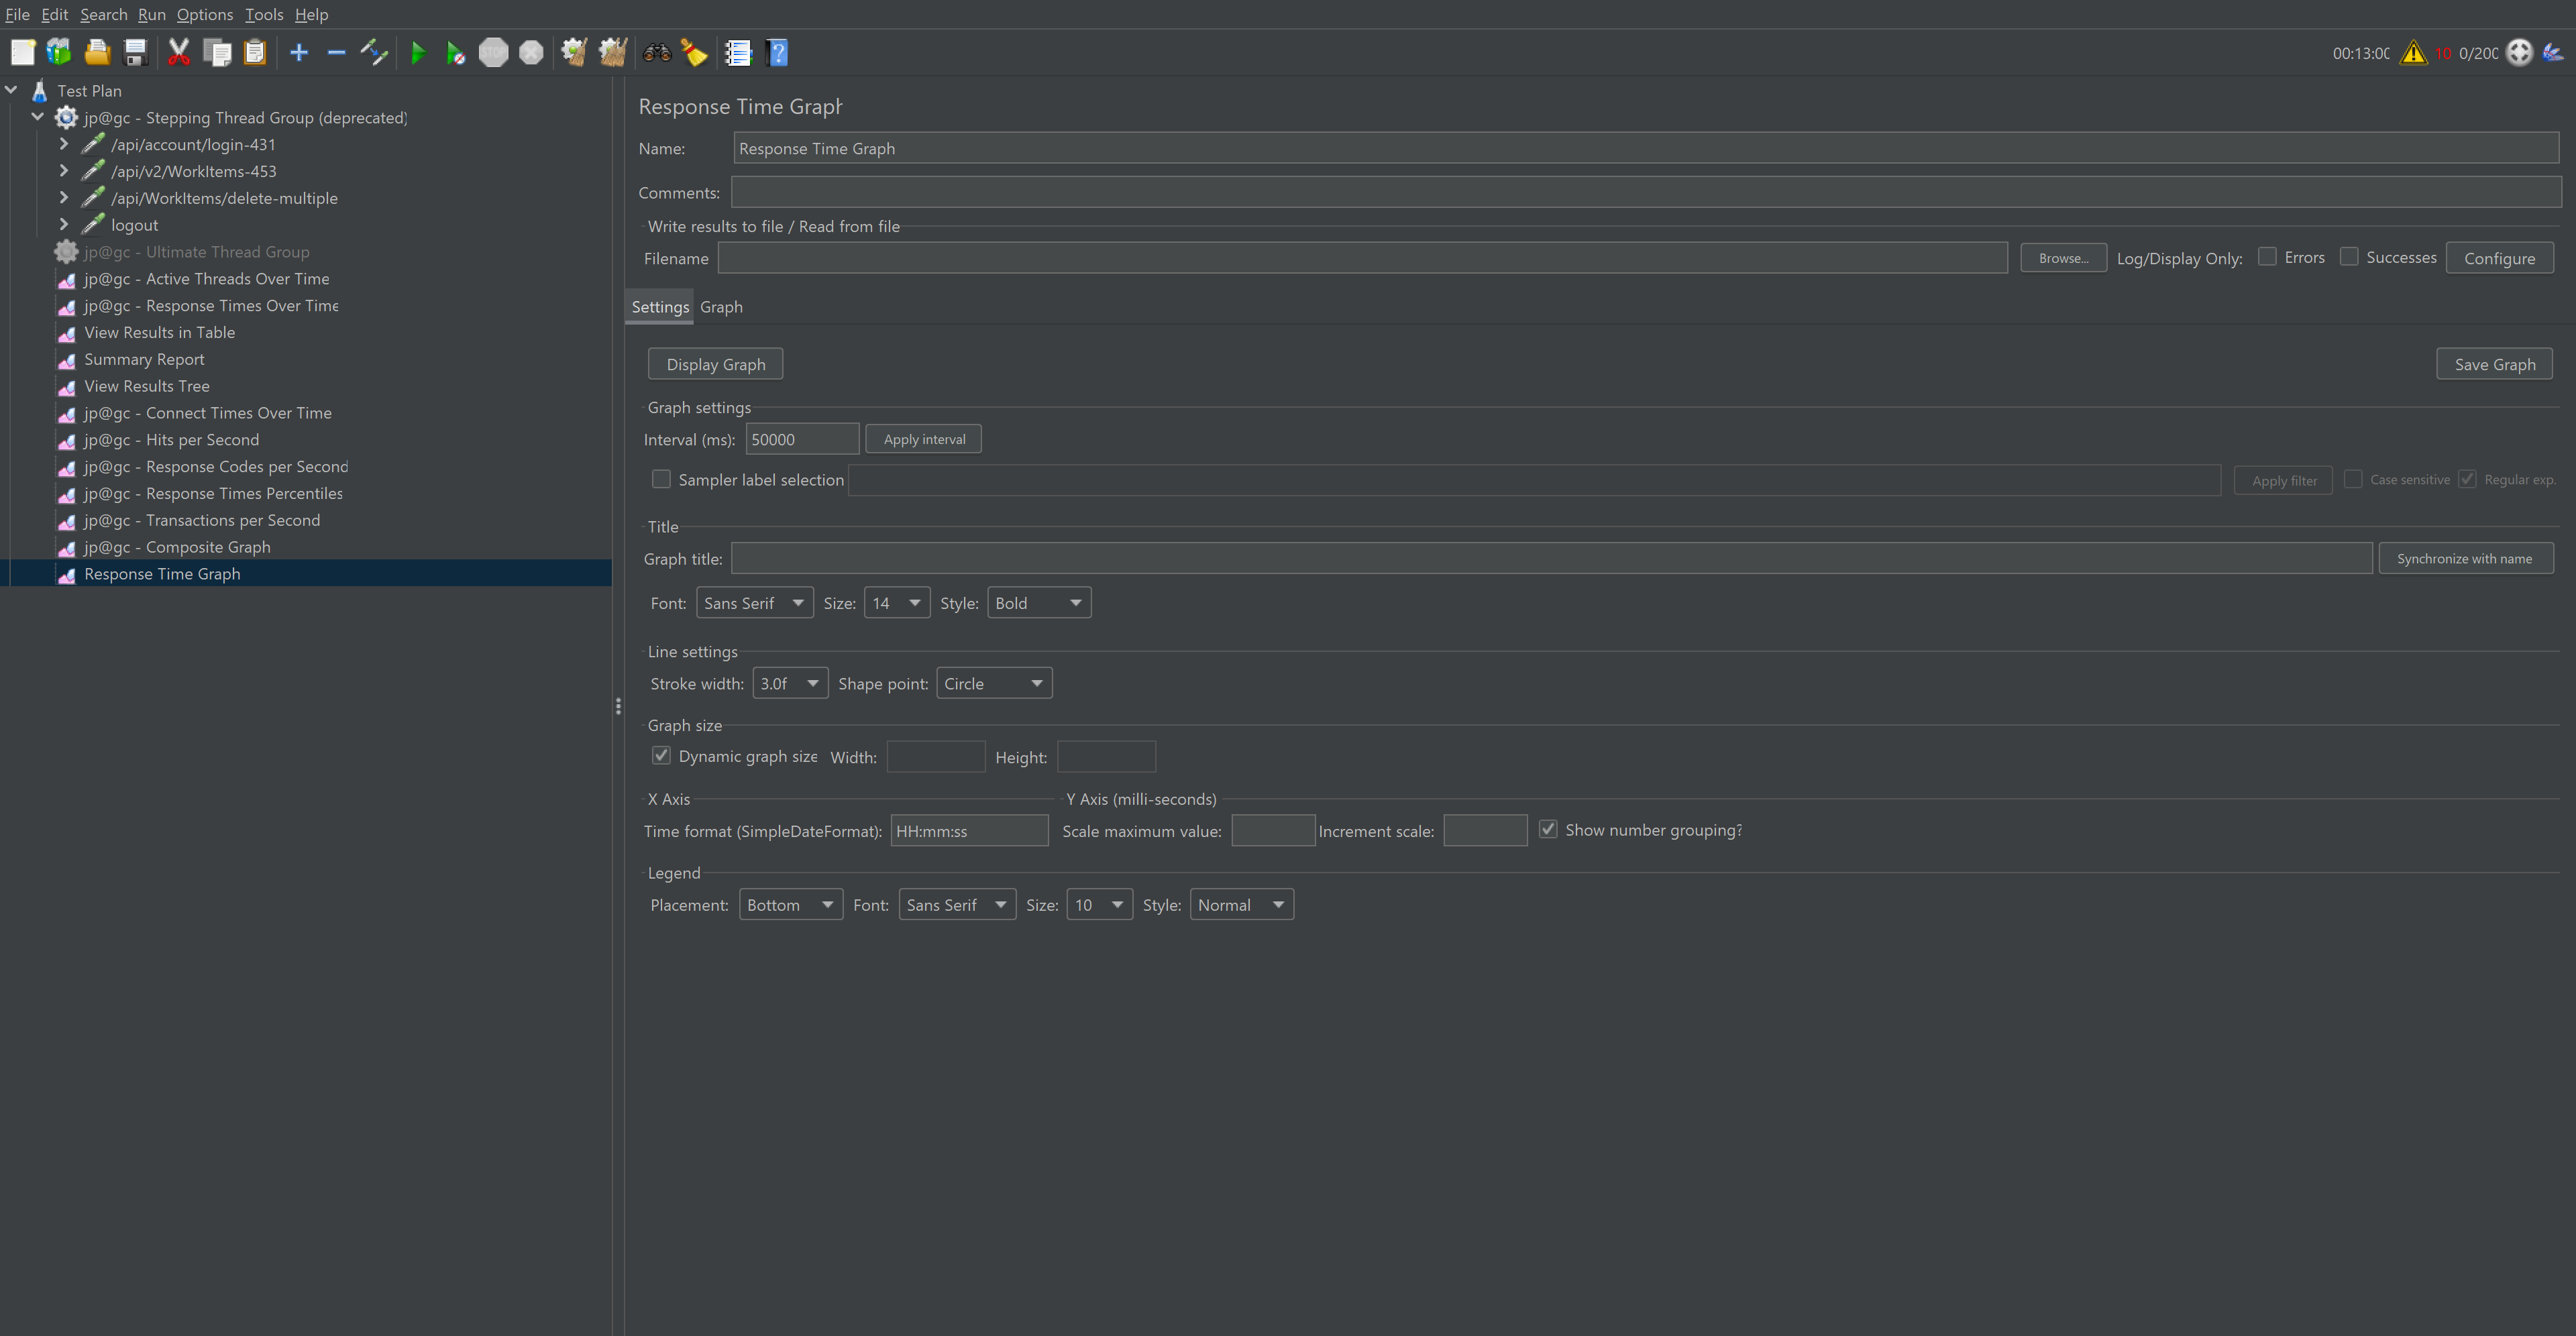 File Edit Search Run Options Tools Help
STOP
00:13:00 10 0/200
Test Plan
jp@gc - Stepping Thread Group (deprecated)
/api/account/login-431
/api/v2/WorkItems-453
/api/WorkItems/delete-multiple
logout
jp@gc - Ultimate Thread Group
jp@gc - Active Threads Over Time
jp@gc - Response Times Over Time
View Results in Table
Summary Report
View Results Tree
jp@gc - Connect Times Over Time
jp@gc - Hits per Second
jp@gc - Response Codes per Second
jp@gc - Response Times Percentiles
jp@gc - Transactions per Second
jp@gc - Composite Graph
Response Time Graph
Response Time Graph
Name: Response Time Graph
Comments:
Write results to file / Read from file
Filename Browse... Log/Display Only: Errors Successes Configure
Settings Graph
Display Graph Save Graph
Graph settings
Interval (ms): 50000 Apply interval
Sampler label selection Apply filter Case sensitive Regular exp.
Title
Graph title: Synchronize with name
Font: Sans Serif Size: 14 Style: Bold
Line settings
Stroke width: 3.0f Shape point: Circle
Graph size
Dynamic graph size Width: Height:
X Axis Y Axis (milli-seconds)
Time format (SimpleDateFormat): HH:mm:ss Scale maximum value: Increment scale: Show number grouping?
Legend
Placement: Bottom Font: Sans Serif Size: 10 Style: Normal